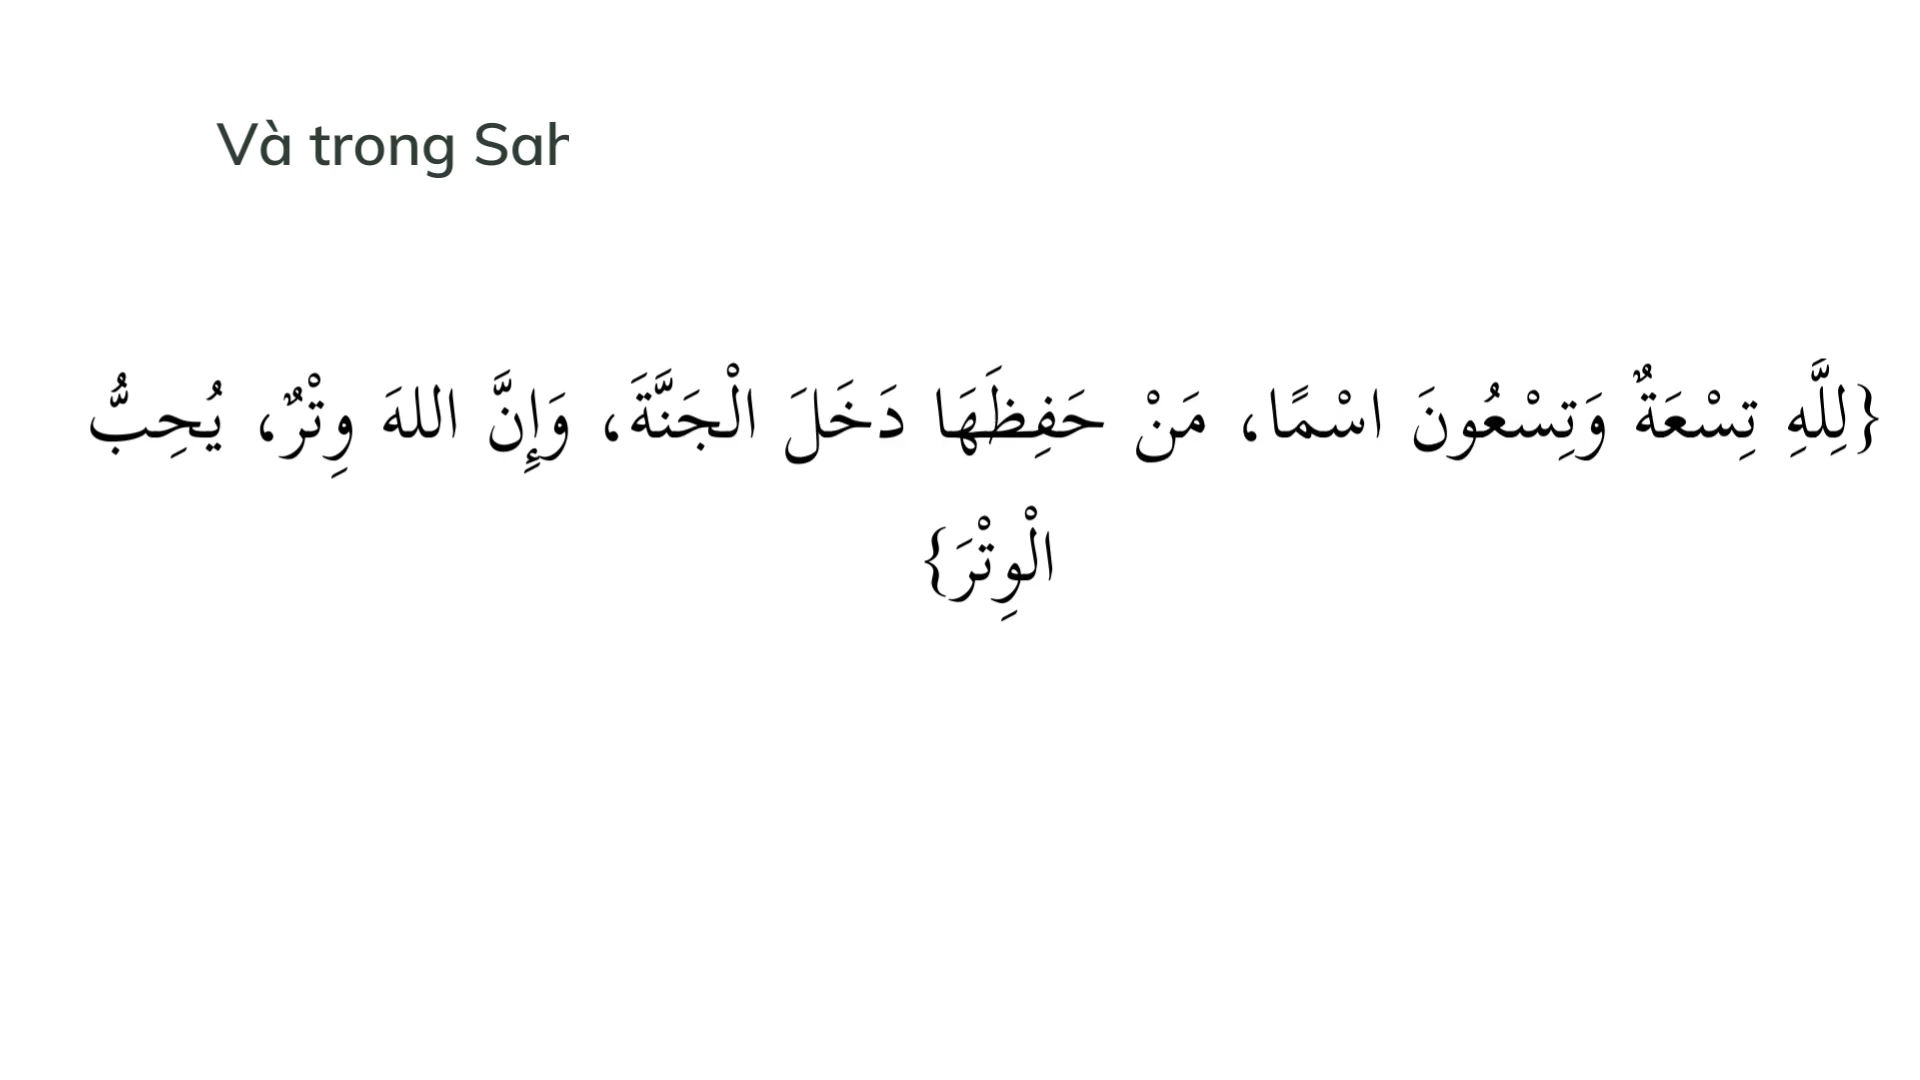 Và trong Sah
{لِلَّهِ تِسْعَةٌ وَتِسْعُونَ اسْمًا، مَنْ حَفِظَهَا دَخَلَ الْجَنَّةَ، وَإِنَّ اللهَ وِتْرٌ، يُحِبُّ
الْوِتْرَ}